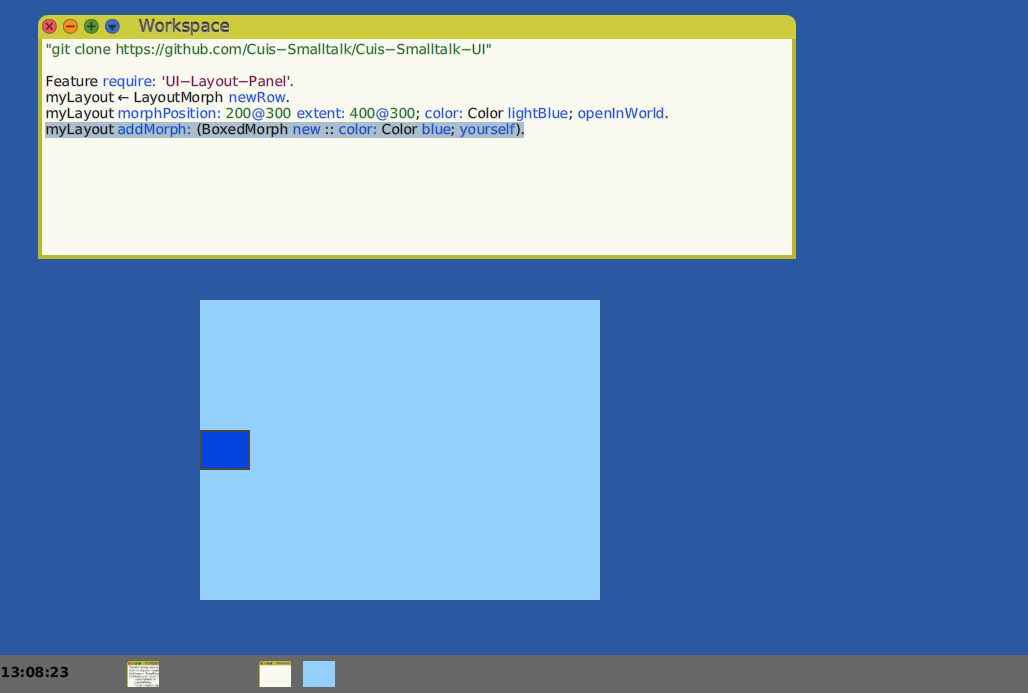 Workspace
"git clone https://github.com/Cuis-Smalltalk/Cuis-Smalltalk-UI"
Feature require: 'UI-Layout-Panel'.
myLayout ← LayoutMorph newRow.
myLayout morphPosition: 200@300 extent: 400@300; color: Color lightBlue; openInWorld.
myLayout addMorph: (BoxedMorph new :: color: Color blue; yourself).
13:08:23